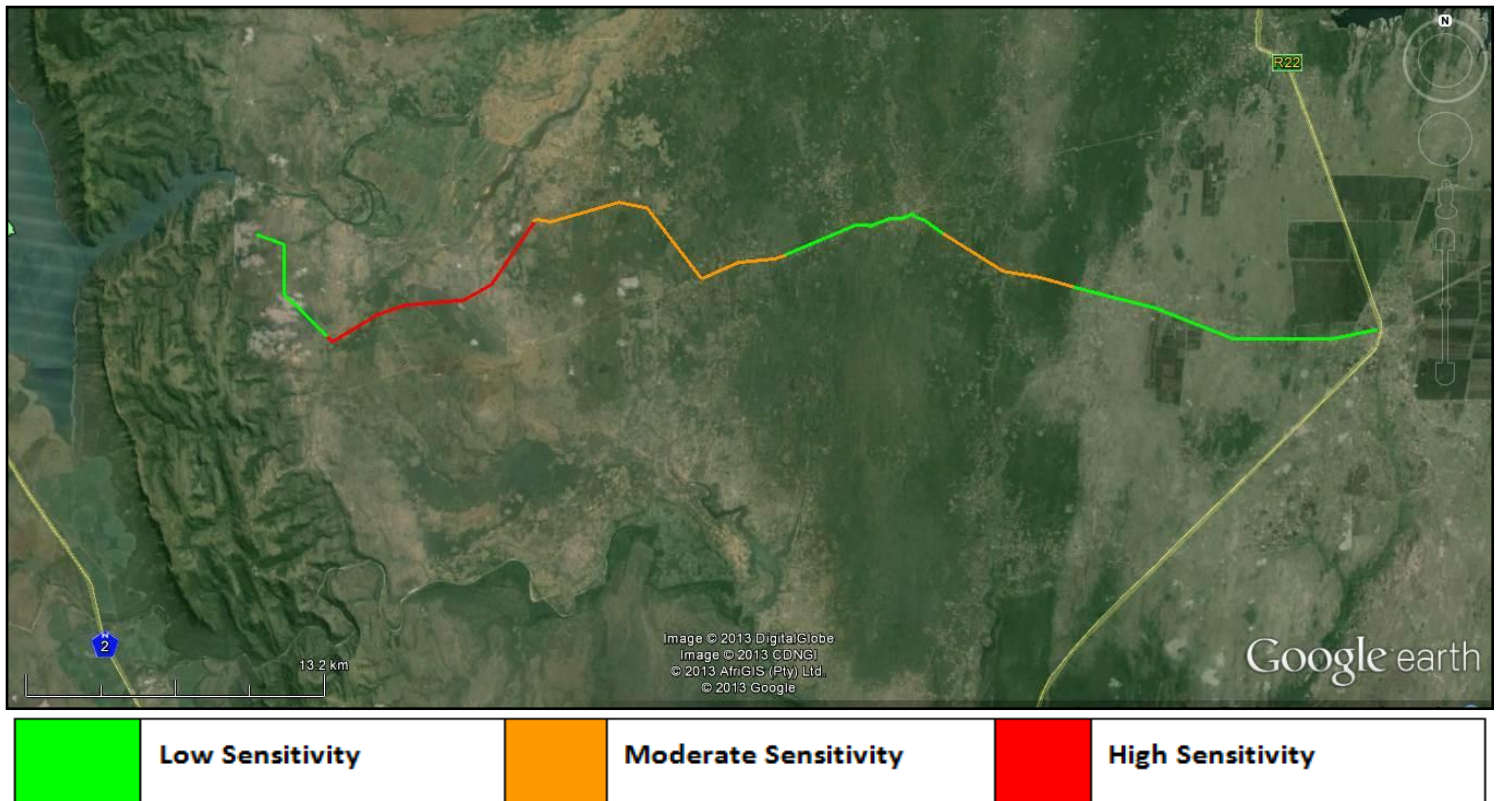 N
R22
N
2
13.2 km
Image © 2013 DigitalGlobe
Image © 2013 CDNGI
© 2013 AfriGIS (Pty) Ltd.
© 2013 Google
Google earth
Low Sensitivity
Moderate Sensitivity
High Sensitivity